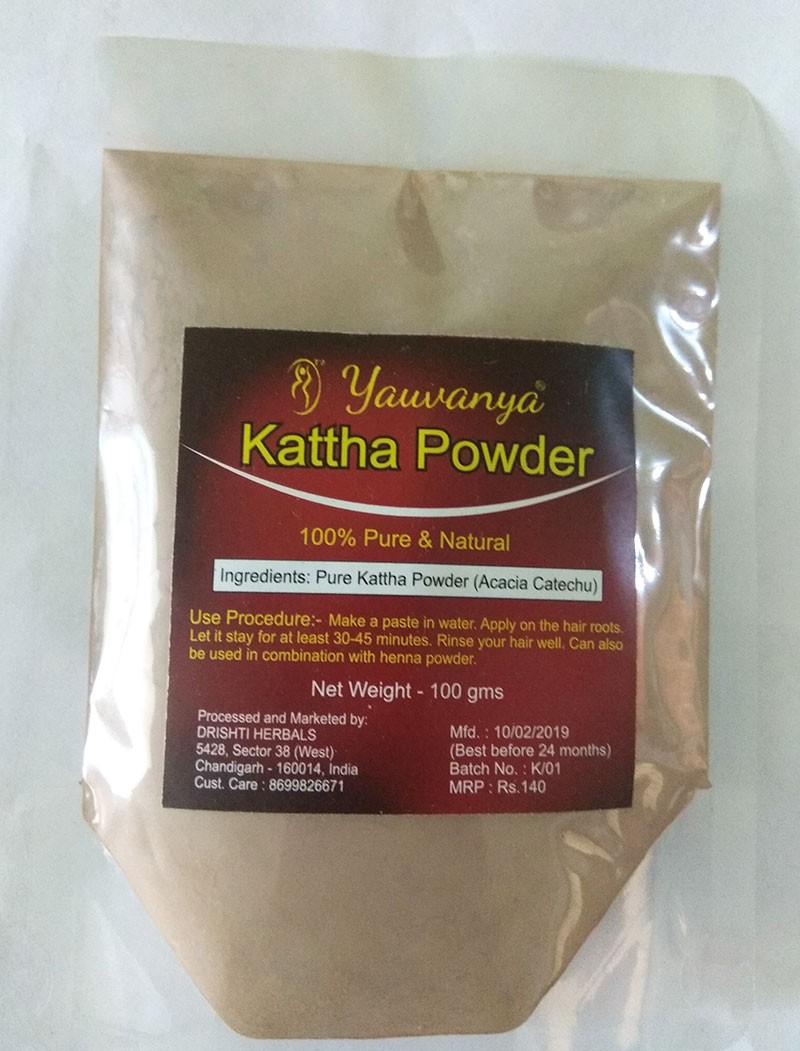 Yauvanya®
Kattha Powder
100% Pure & Natural
Ingredients: Pure Kattha Powder (Acacia Catechu)
Use Procedure:- Make a paste in water. Apply on the hair roots.
Let it stay for at least 30-45 minutes. Rinse your hair well. Can also
be used in combination with henna powder.
Net Weight - 100 gms
Processed and Marketed by:
DRISHTI HERBALS
5428, Sector 38 (West)
Chandigarh - 160014, India
Cust. Care : 8699826671
Mfd. : 10/02/2019
(Best before 24 months)
Batch No. : K/01
MRP : Rs.140